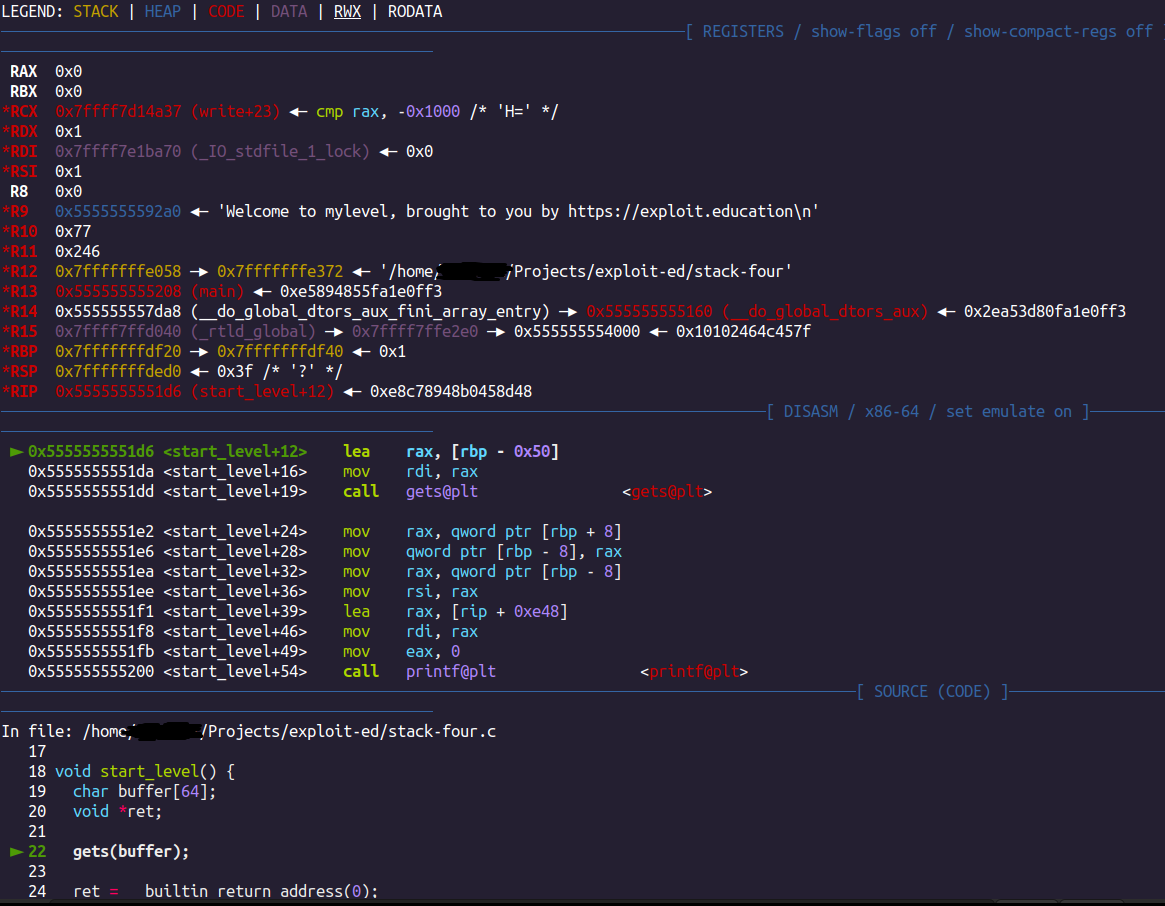 LEGEND: STACK | HEAP | CODE | DATA | RWX | RODATA
[ REGISTERS / show-flags off / show-compact-regs off ]
RAX  0x0
RBX  0x0
*RCX  0x7ffff7d14a37 (write+23) ◂— cmp rax, -0x1000 /* 'H=' */
*RDX  0x1
*RDI  0x7ffff7e1ba70 (_IO_stdfile_1_lock) ◂— 0x0
*RSI  0x1
R8   0x0
*R9   0x5555555592a0 ◂— 'Welcome to mylevel, brought to you by https://exploit.education\n'
*R10  0x77
*R11  0x246
*R12  0x7fffffffe058 —▸ 0x7fffffffe372 ◂— '/home/ /Projects/exploit-ed/stack-four'
*R13  0x555555555208 (main) ◂— 0xe5894855fa1e0ff3
*R14  0x555555557da8 (__do_global_dtors_aux_fini_array_entry) —▸ 0x555555555160 (__do_global_dtors_aux) ◂— 0x2ea53d80fa1e0ff3
*R15  0x7ffff7ffd040 (_rtld_global) —▸ 0x7ffff7ffe2e0 —▸ 0x555555554000 ◂— 0x10102464c457f
*RBP  0x7fffffffdf20 —▸ 0x7fffffffdf40 ◂— 0x1
*RSP  0x7fffffffded0 ◂— 0x3f /* '?' */
*RIP  0x5555555551d6 (start_level+12) ◂— 0xe8c78948b0458d48
[ DISASM / x86-64 / set emulate on ]
► 0x5555555551d6 <start_level+12>    lea    rax, [rbp - 0x50]
0x5555555551da <start_level+16>    mov    rdi, rax
0x5555555551dd <start_level+19>    call   gets@plt                <gets@plt>
0x5555555551e2 <start_level+24>    mov    rax, qword ptr [rbp + 8]
0x5555555551e6 <start_level+28>    mov    qword ptr [rbp - 8], rax
0x5555555551ea <start_level+32>    mov    rax, qword ptr [rbp - 8]
0x5555555551ee <start_level+36>    mov    rsi, rax
0x5555555551f1 <start_level+39>    lea    rax, [rip + 0xe48]
0x5555555551f8 <start_level+46>    mov    rdi, rax
0x5555555551fb <start_level+49>    mov    eax, 0
0x555555555200 <start_level+54>    call   printf@plt                <printf@plt>
[ SOURCE (CODE) ]
In file: /home/ /Projects/exploit-ed/stack-four.c
17
18 void start_level() {
19   char buffer[64];
20   void *ret;
21
► 22   gets(buffer);
23
24   ret = __builtin_return_address(0);